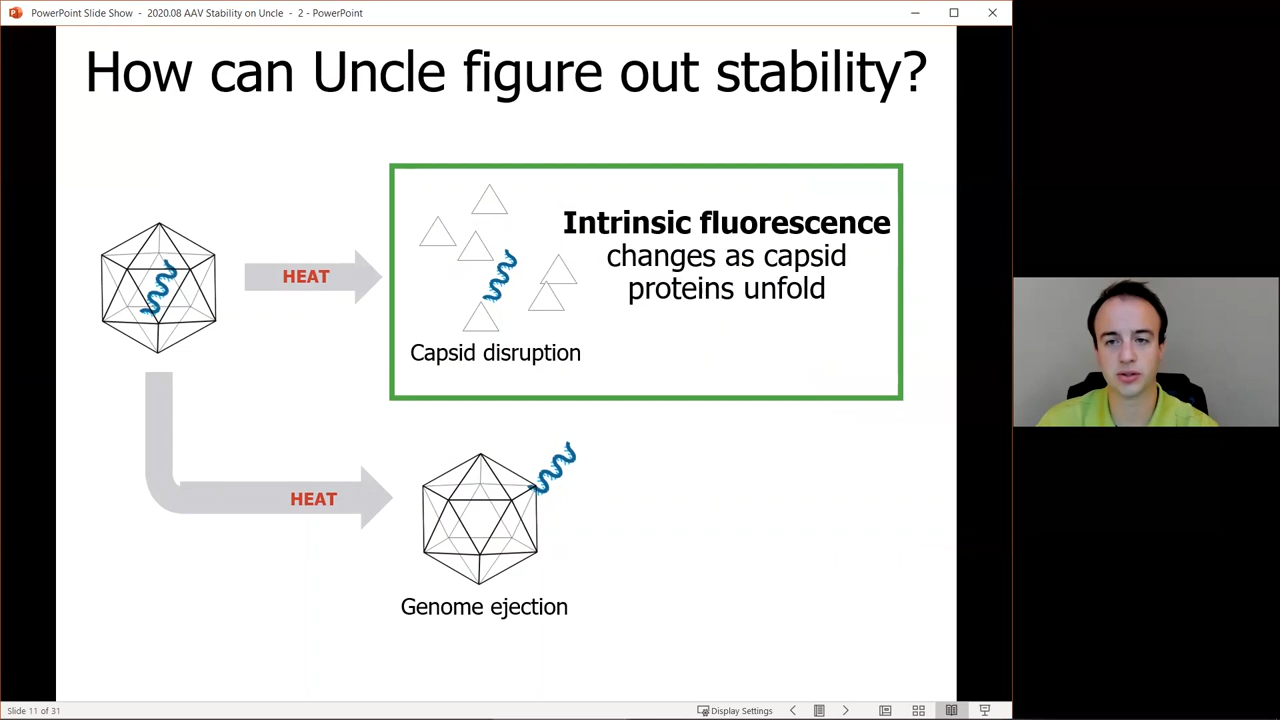 PowerPoint Slide Show - 2020.08 AAV Stability on Uncle - 2 - PowerPoint
How can Uncle figure out stability?
HEAT
Intrinsic fluorescence
changes as capsid
proteins unfold
Capsid disruption
HEAT
Genome ejection
Slide 11 of 31
Display Settings